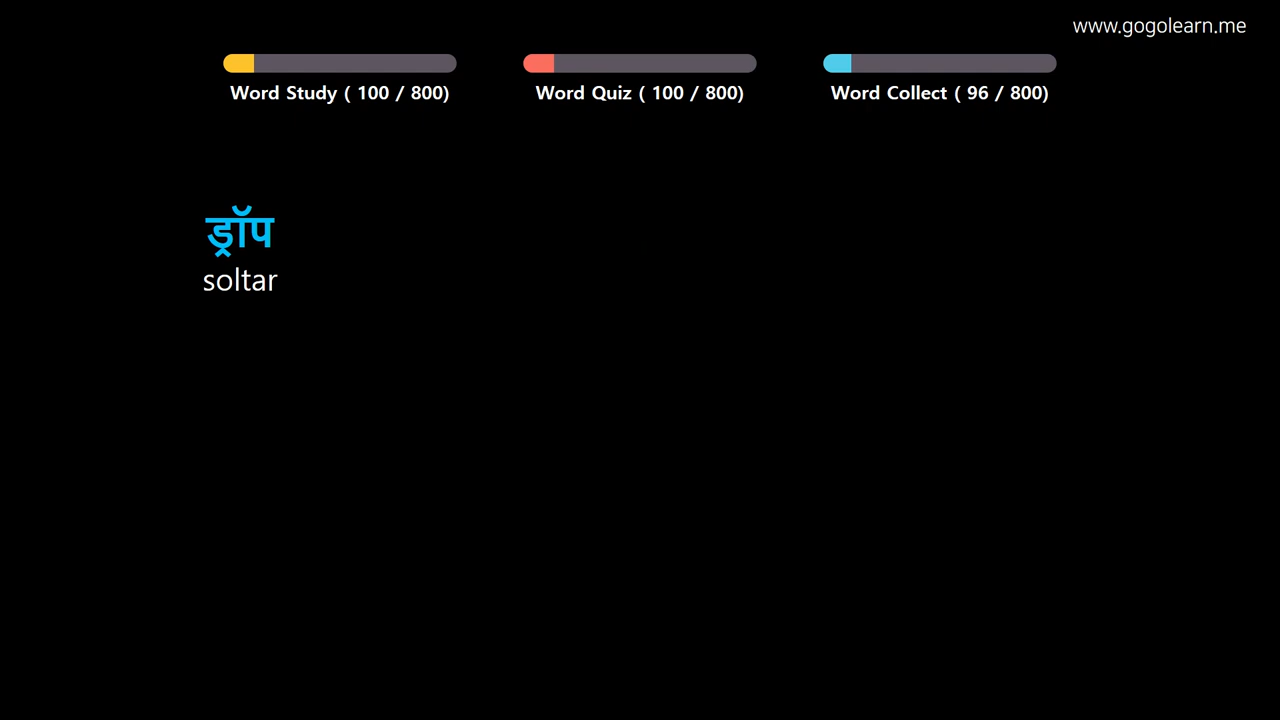 www.gogolearn.me
Word Study ( 100 / 800)
Word Quiz ( 100 / 800)
Word Collect ( 96 / 800)
ड्रॉप
soltar